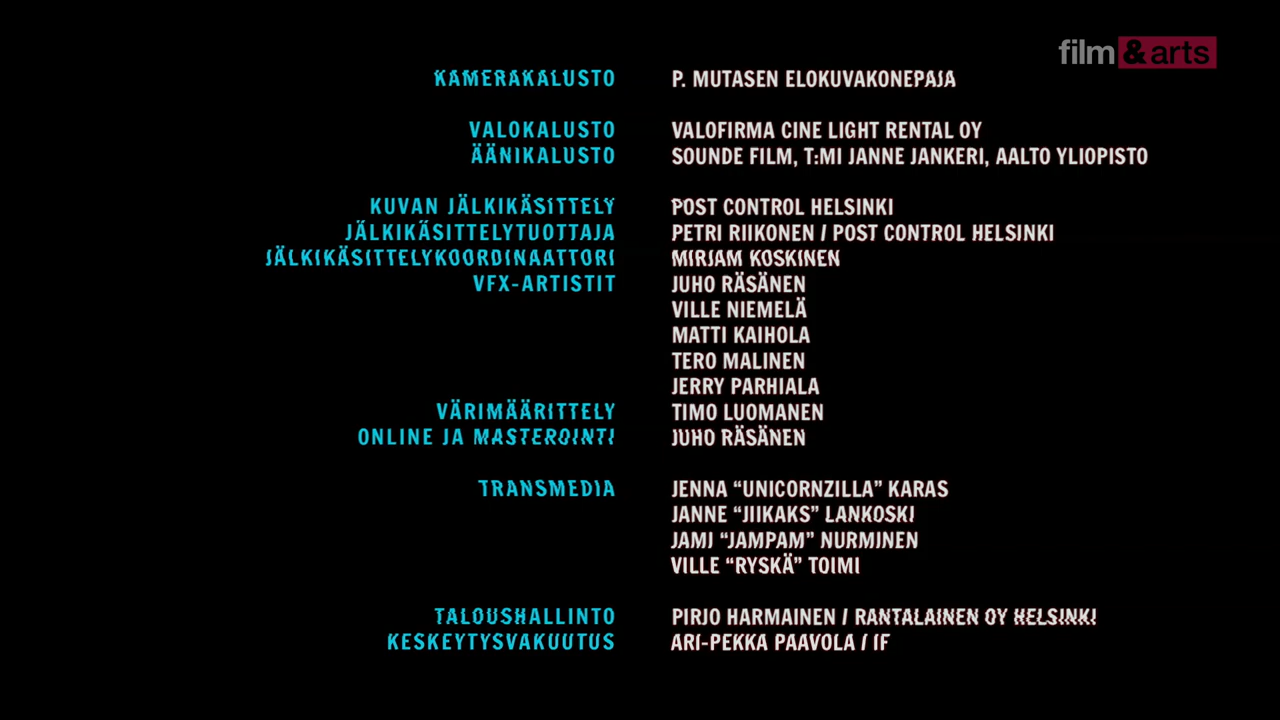 film & arts
KAMERAKALUSTO P. MUTASEN ELOKUVAKONEPAJA
VALOKALUSTO VALOFIRMA CINE LIGHT RENTAL OY
ÄÄNIKALUSTO SOUNDE FILM, T:MI JANNE JANKERI, AALTO YLIOPISTO
KUVAN JÄLKIKÄSITTELY POST CONTROL HELSINKI
JÄLKIKÄSITTELYTUOTTAJA PETRI RIIKONEN / POST CONTROL HELSINKI
JÄLKIKÄSITTELYKOORDINAATTORI MIRJAM KOSKINEN
VFX-ARTISTIT JUHO RÄSÄNEN
VILLE NIEMELÄ
MATTI KAIHOLA
TERO MALINEN
JERRY PARHIALA
VÄRIMÄÄRITTELY TIMO LUOMANEN
ONLINE JA MASTEROINTI JUHO RÄSÄNEN
TRANSMEDIA JENNA “UNICORNZILLA” KARAS
JANNE “JIIKAKS” LANKOSKI
JAMI “JAMPAM” NURMINEN
VILLE “RYSKÄ” TOIMI
TALOUSHALLINTO PIRJO HARMAINEN / RANTALAINEN OY HELSINKI
KESKEYTYSVAKUUTUS ARI-PEKKA PAAVOLA / IF